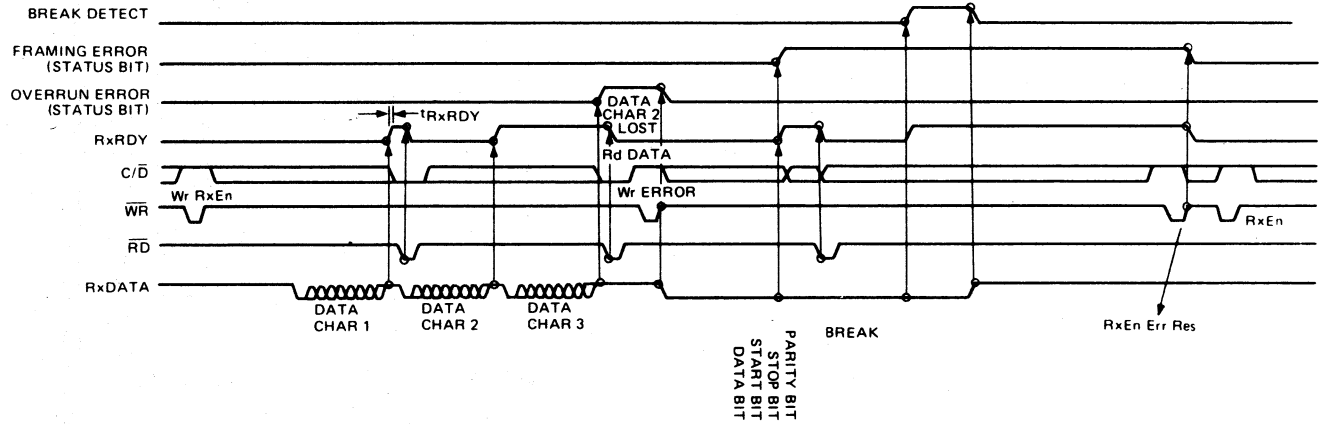 BREAK DETECT
FRAMING ERROR
(STATUS BIT)
OVERRUN ERROR
(STATUS BIT)
tRxRDY
DATA
CHAR 2
LOST
RxRDY
Rd DATA
C/D̅
Wr RxEn
Wr ERROR
W̅R̅
RxEn
R̅D̅
RxDATA
DATA
CHAR 1
DATA
CHAR 2
DATA
CHAR 3
BREAK
RxEn Err Res
PARITY BIT
STOP BIT
START BIT
DATA BIT